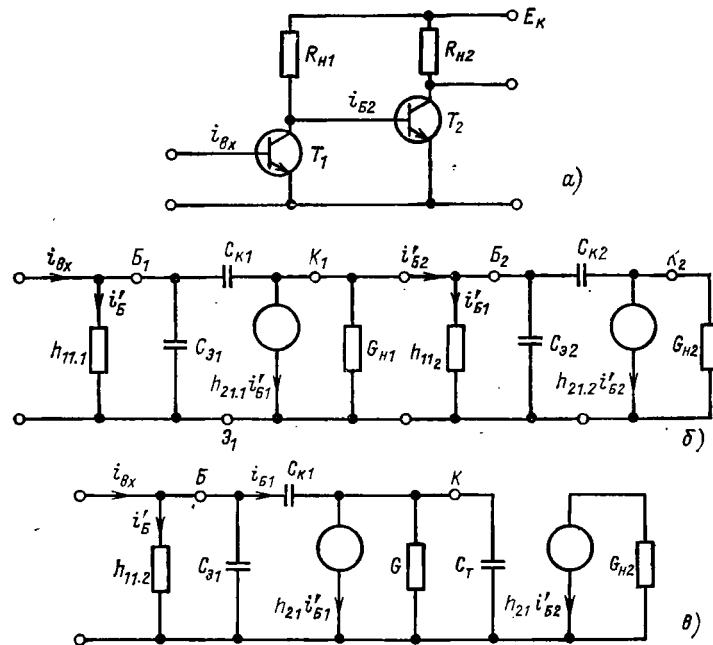 E_к
R_н1
R_н2
i_Б2
T_2
i_вх
T_1
а)
i_вх Б_1 C_к1 K_1 i'_Б2 Б_2 C_к2 K_2
i'_Б i'_Б1
h_11.1 C_э1 G_н1 h_11_2 C_э2 G_н2
h_21.1 i'_Б1 h_21.2 i'_Б2
Э_1 б)
i_вх Б i_Б1 C_к1 K
i'_Б
h_11.2 C_э1 G C_т G_н2
h_21 i'_Б1 h_21 i'_Б2
в)